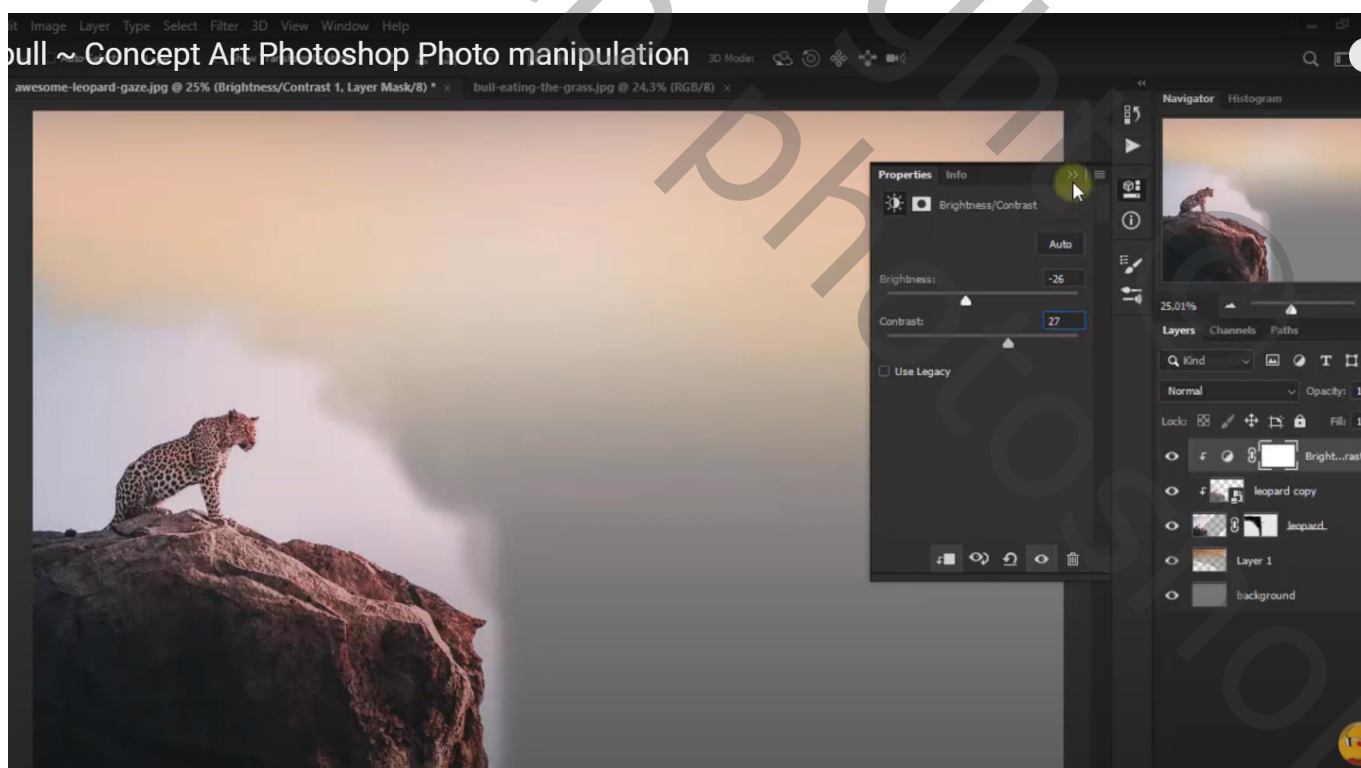 Image Layer Type Select Filter 3D View Window Help
bull ~ Concept Art Photoshop Photo manipulation
3D Mode:
awesome-leopard-gaze.jpg @ 25% (Brightness/Contrast 1, Layer Mask/8) * × bull-eating-the-grass.jpg @ 24,3% (RGB/8) ×
Navigator Histogram
Properties Info
Brightness/Contrast
Auto
Brightness: -26
Contrast: 27
Use Legacy
25,01%
Layers Channels Paths
Kind
Normal Opacity: 1
Lock: Fill: 1
Bright...rast
leopard copy
leopard
Layer 1
background